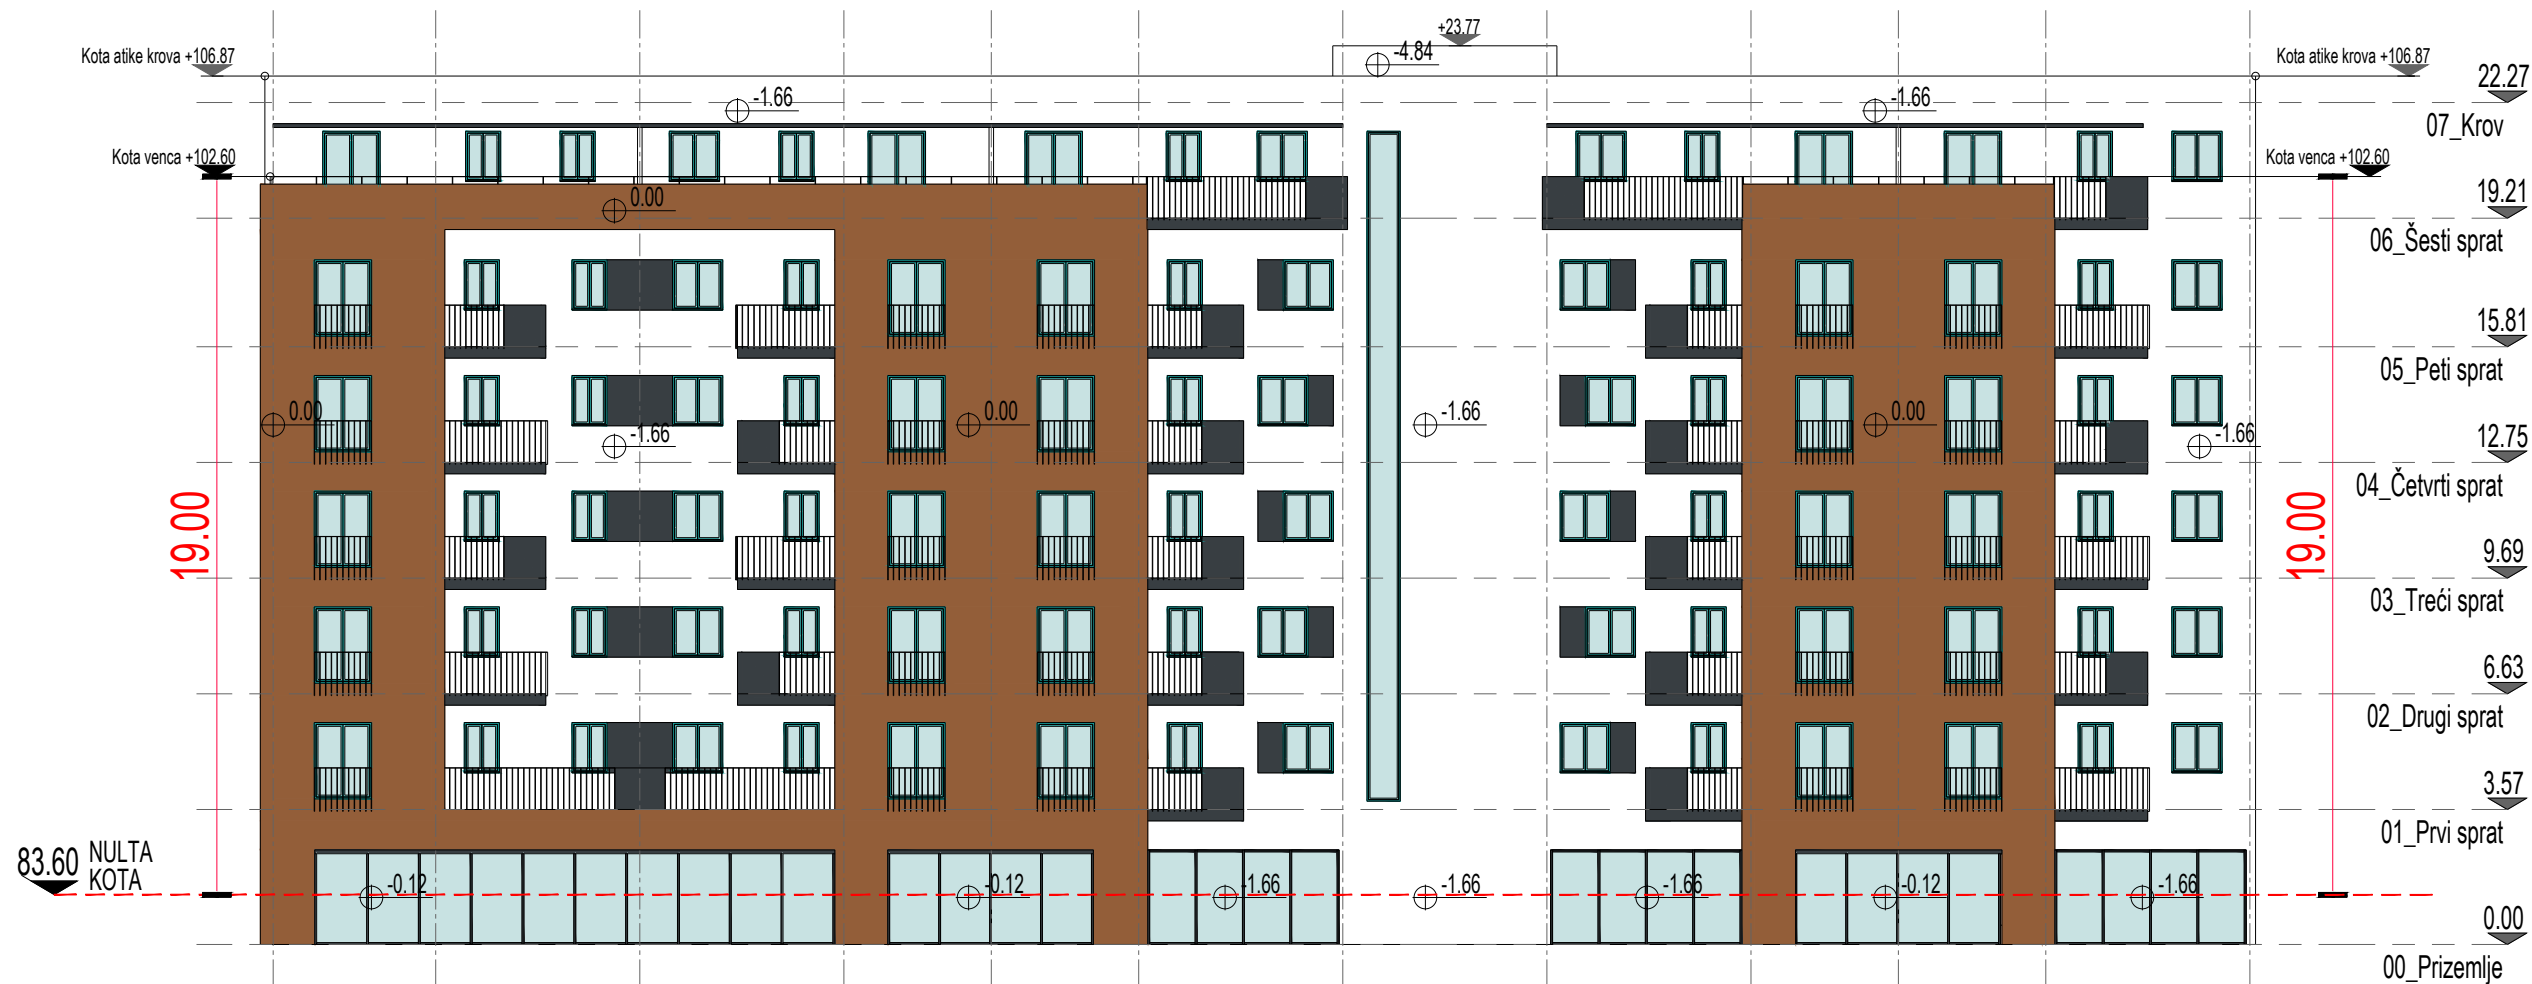 +23.77
Kota atike krova +106.87
-4.84
Kota atike krova +106.87
22.27
-1.66
-1.66
07_Krov
Kota venca +102.60
Kota venca +102.60
0.00
19.21
06_Šesti sprat
15.81
05_Peti sprat
0.00
-1.66
0.00
-1.66
0.00
-1.66
12.75
04_Četvrti sprat
19.00
19.00
9.69
03_Treći sprat
6.63
02_Drugi sprat
3.57
01_Prvi sprat
83.60 NULTA
KOTA
-0.12
-0.12
-1.66
-1.66
-1.66
-0.12
-1.66
0.00
00_Prizemlje